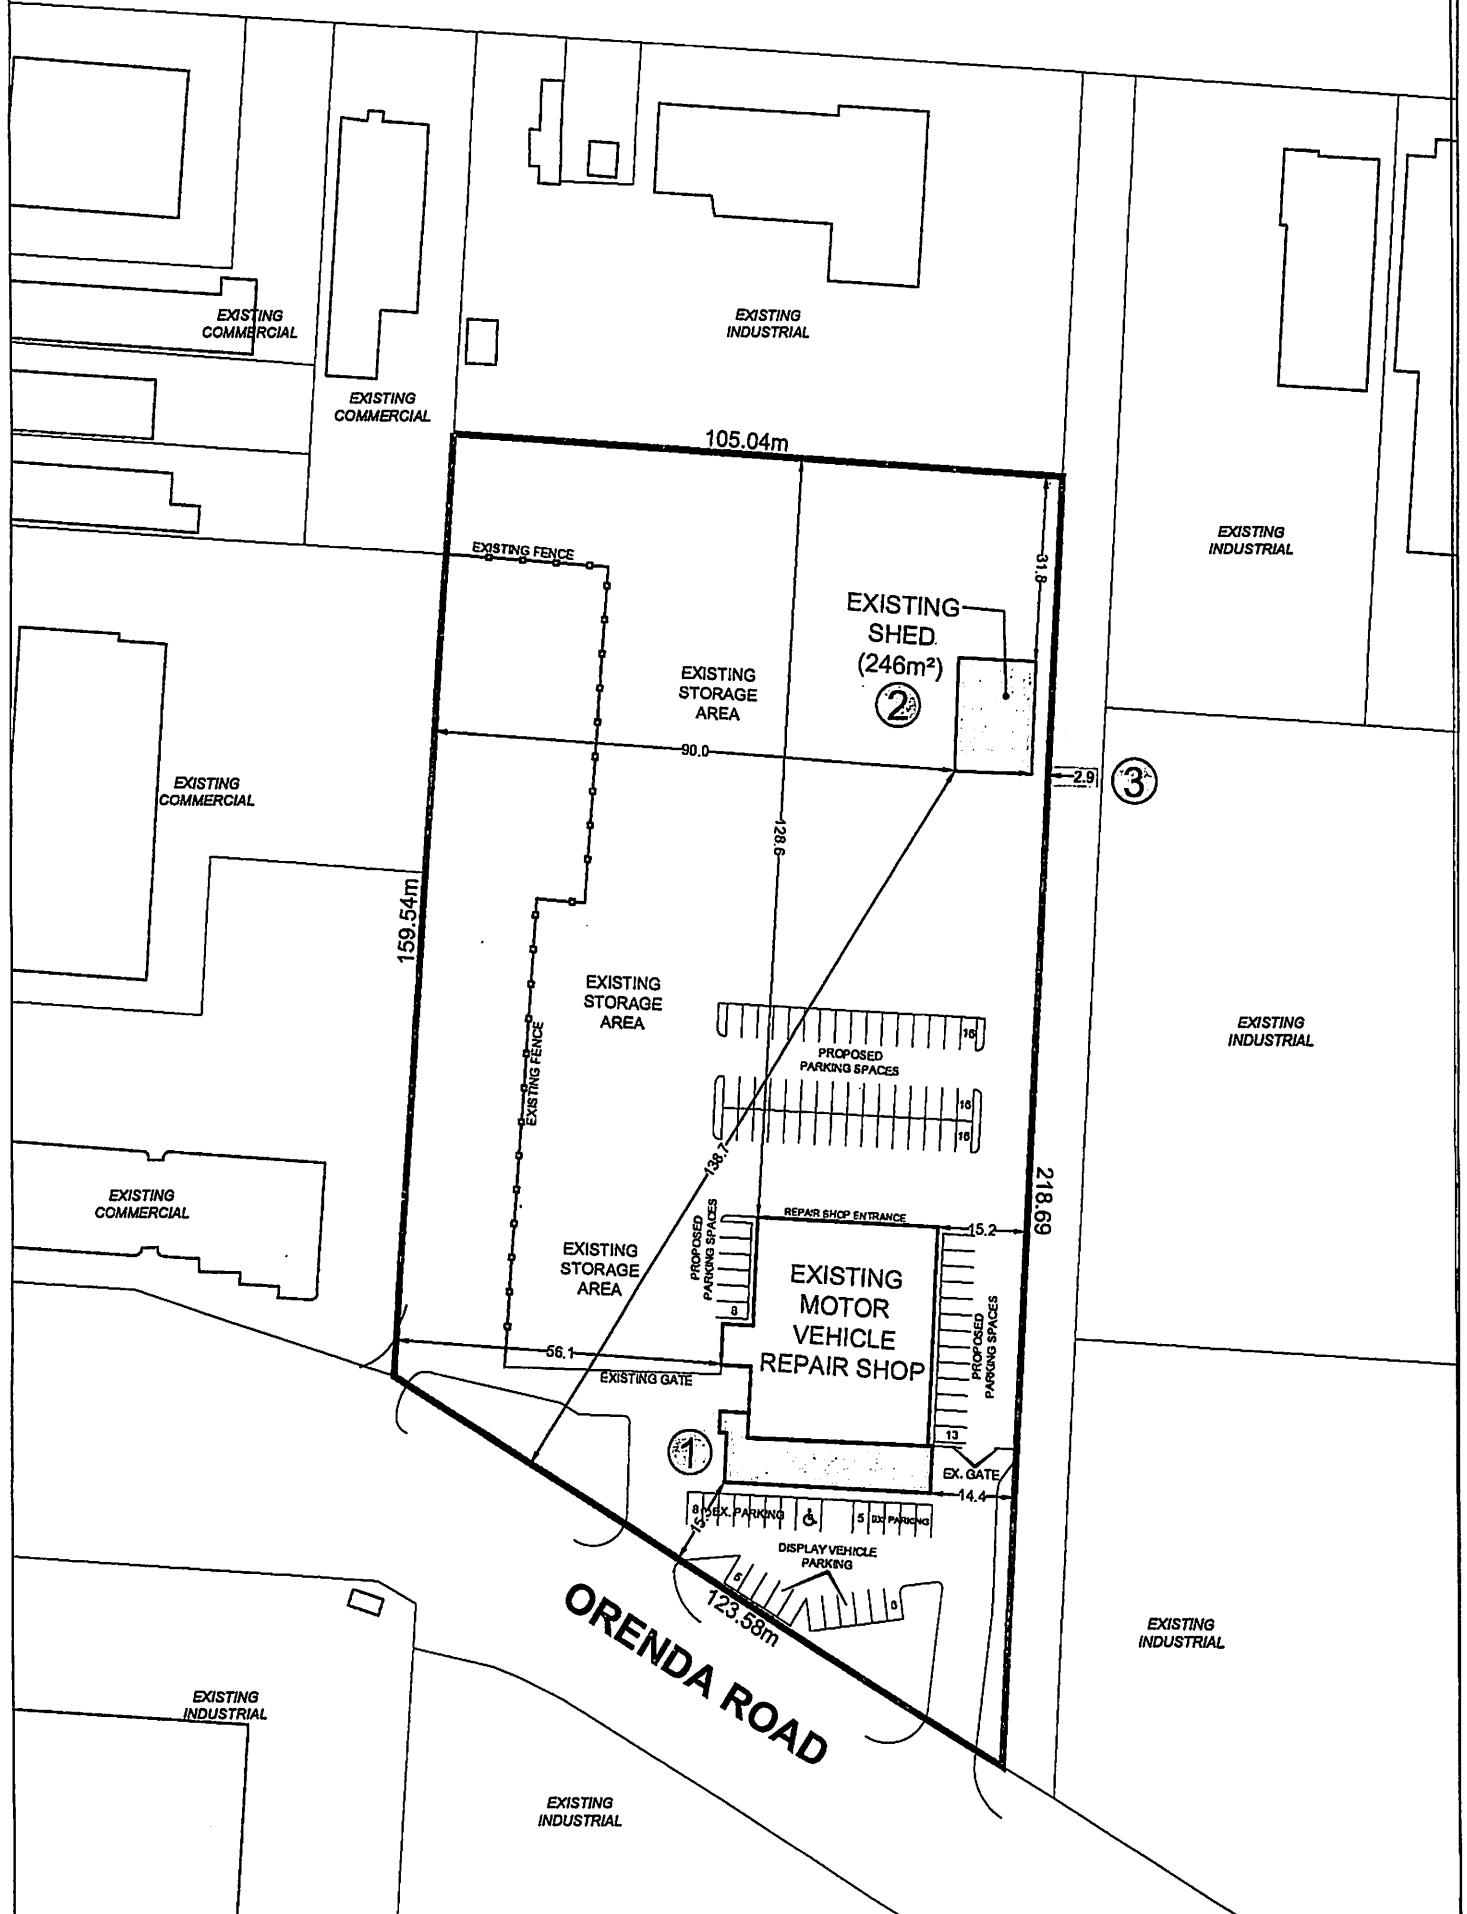 EXISTING
COMMERCIAL
EXISTING
INDUSTRIAL
EXISTING
COMMERCIAL
105.04m
EXISTING
INDUSTRIAL
EXISTING FENCE
31.8
EXISTING
SHED
(246m²)
2
EXISTING
STORAGE
AREA
90.0
2.9
3
EXISTING
COMMERCIAL
128.6
159.54m
EXISTING
STORAGE
AREA
EXISTING FENCE
16
PROPOSED
PARKING SPACES
16
16
EXISTING
INDUSTRIAL
138.7
218.69
EXISTING
COMMERCIAL
PROPOSED
PARKING SPACES
8
REPAIR SHOP ENTRANCE
15.2
EXISTING
STORAGE
AREA
EXISTING
MOTOR
VEHICLE
REPAIR SHOP
PROPOSED
PARKING SPACES
13
56.1
EXISTING GATE
1
EX. GATE
14.4
8
EX. PARKING
5
EX. PARKING
DISPLAY VEHICLE
PARKING
123.58m
ORENDA ROAD
EXISTING
INDUSTRIAL
EXISTING
INDUSTRIAL
EXISTING
INDUSTRIAL